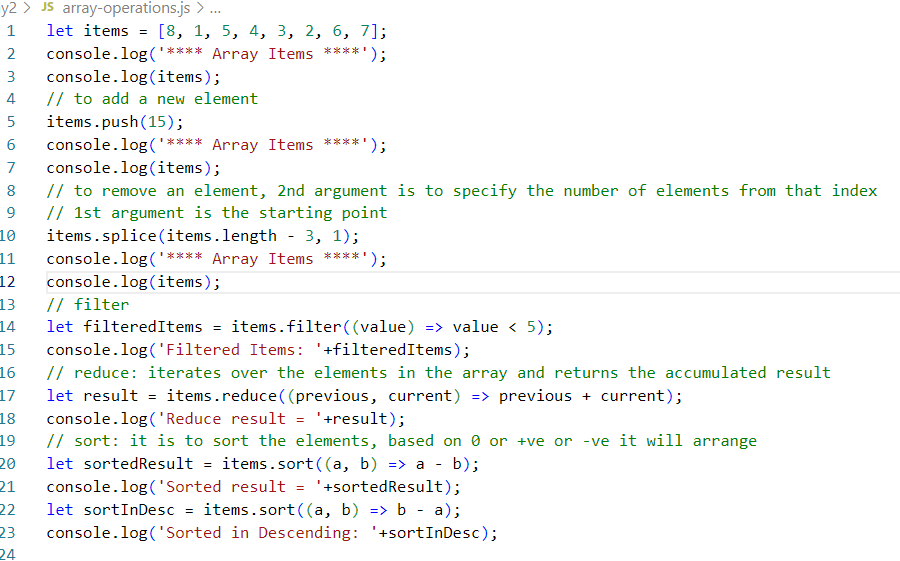 y2 > JS array-operations.js > ...
1 let items = [8, 1, 5, 4, 3, 2, 6, 7];
2 console.log('**** Array Items ****');
3 console.log(items);
4 // to add a new element
5 items.push(15);
6 console.log('**** Array Items ****');
7 console.log(items);
8 // to remove an element, 2nd argument is to specify the number of elements from that index
9 // 1st argument is the starting point
10 items.splice(items.length - 3, 1);
11 console.log('**** Array Items ****');
12 console.log(items);
13 // filter
14 let filteredItems = items.filter((value) => value < 5);
15 console.log('Filtered Items: '+filteredItems);
16 // reduce: iterates over the elements in the array and returns the accumulated result
17 let result = items.reduce((previous, current) => previous + current);
18 console.log('Reduce result = '+result);
19 // sort: it is to sort the elements, based on 0 or +ve or -ve it will arrange
20 let sortedResult = items.sort((a, b) => a - b);
21 console.log('Sorted result = '+sortedResult);
22 let sortInDesc = items.sort((a, b) => b - a);
23 console.log('Sorted in Descending: '+sortInDesc);
24